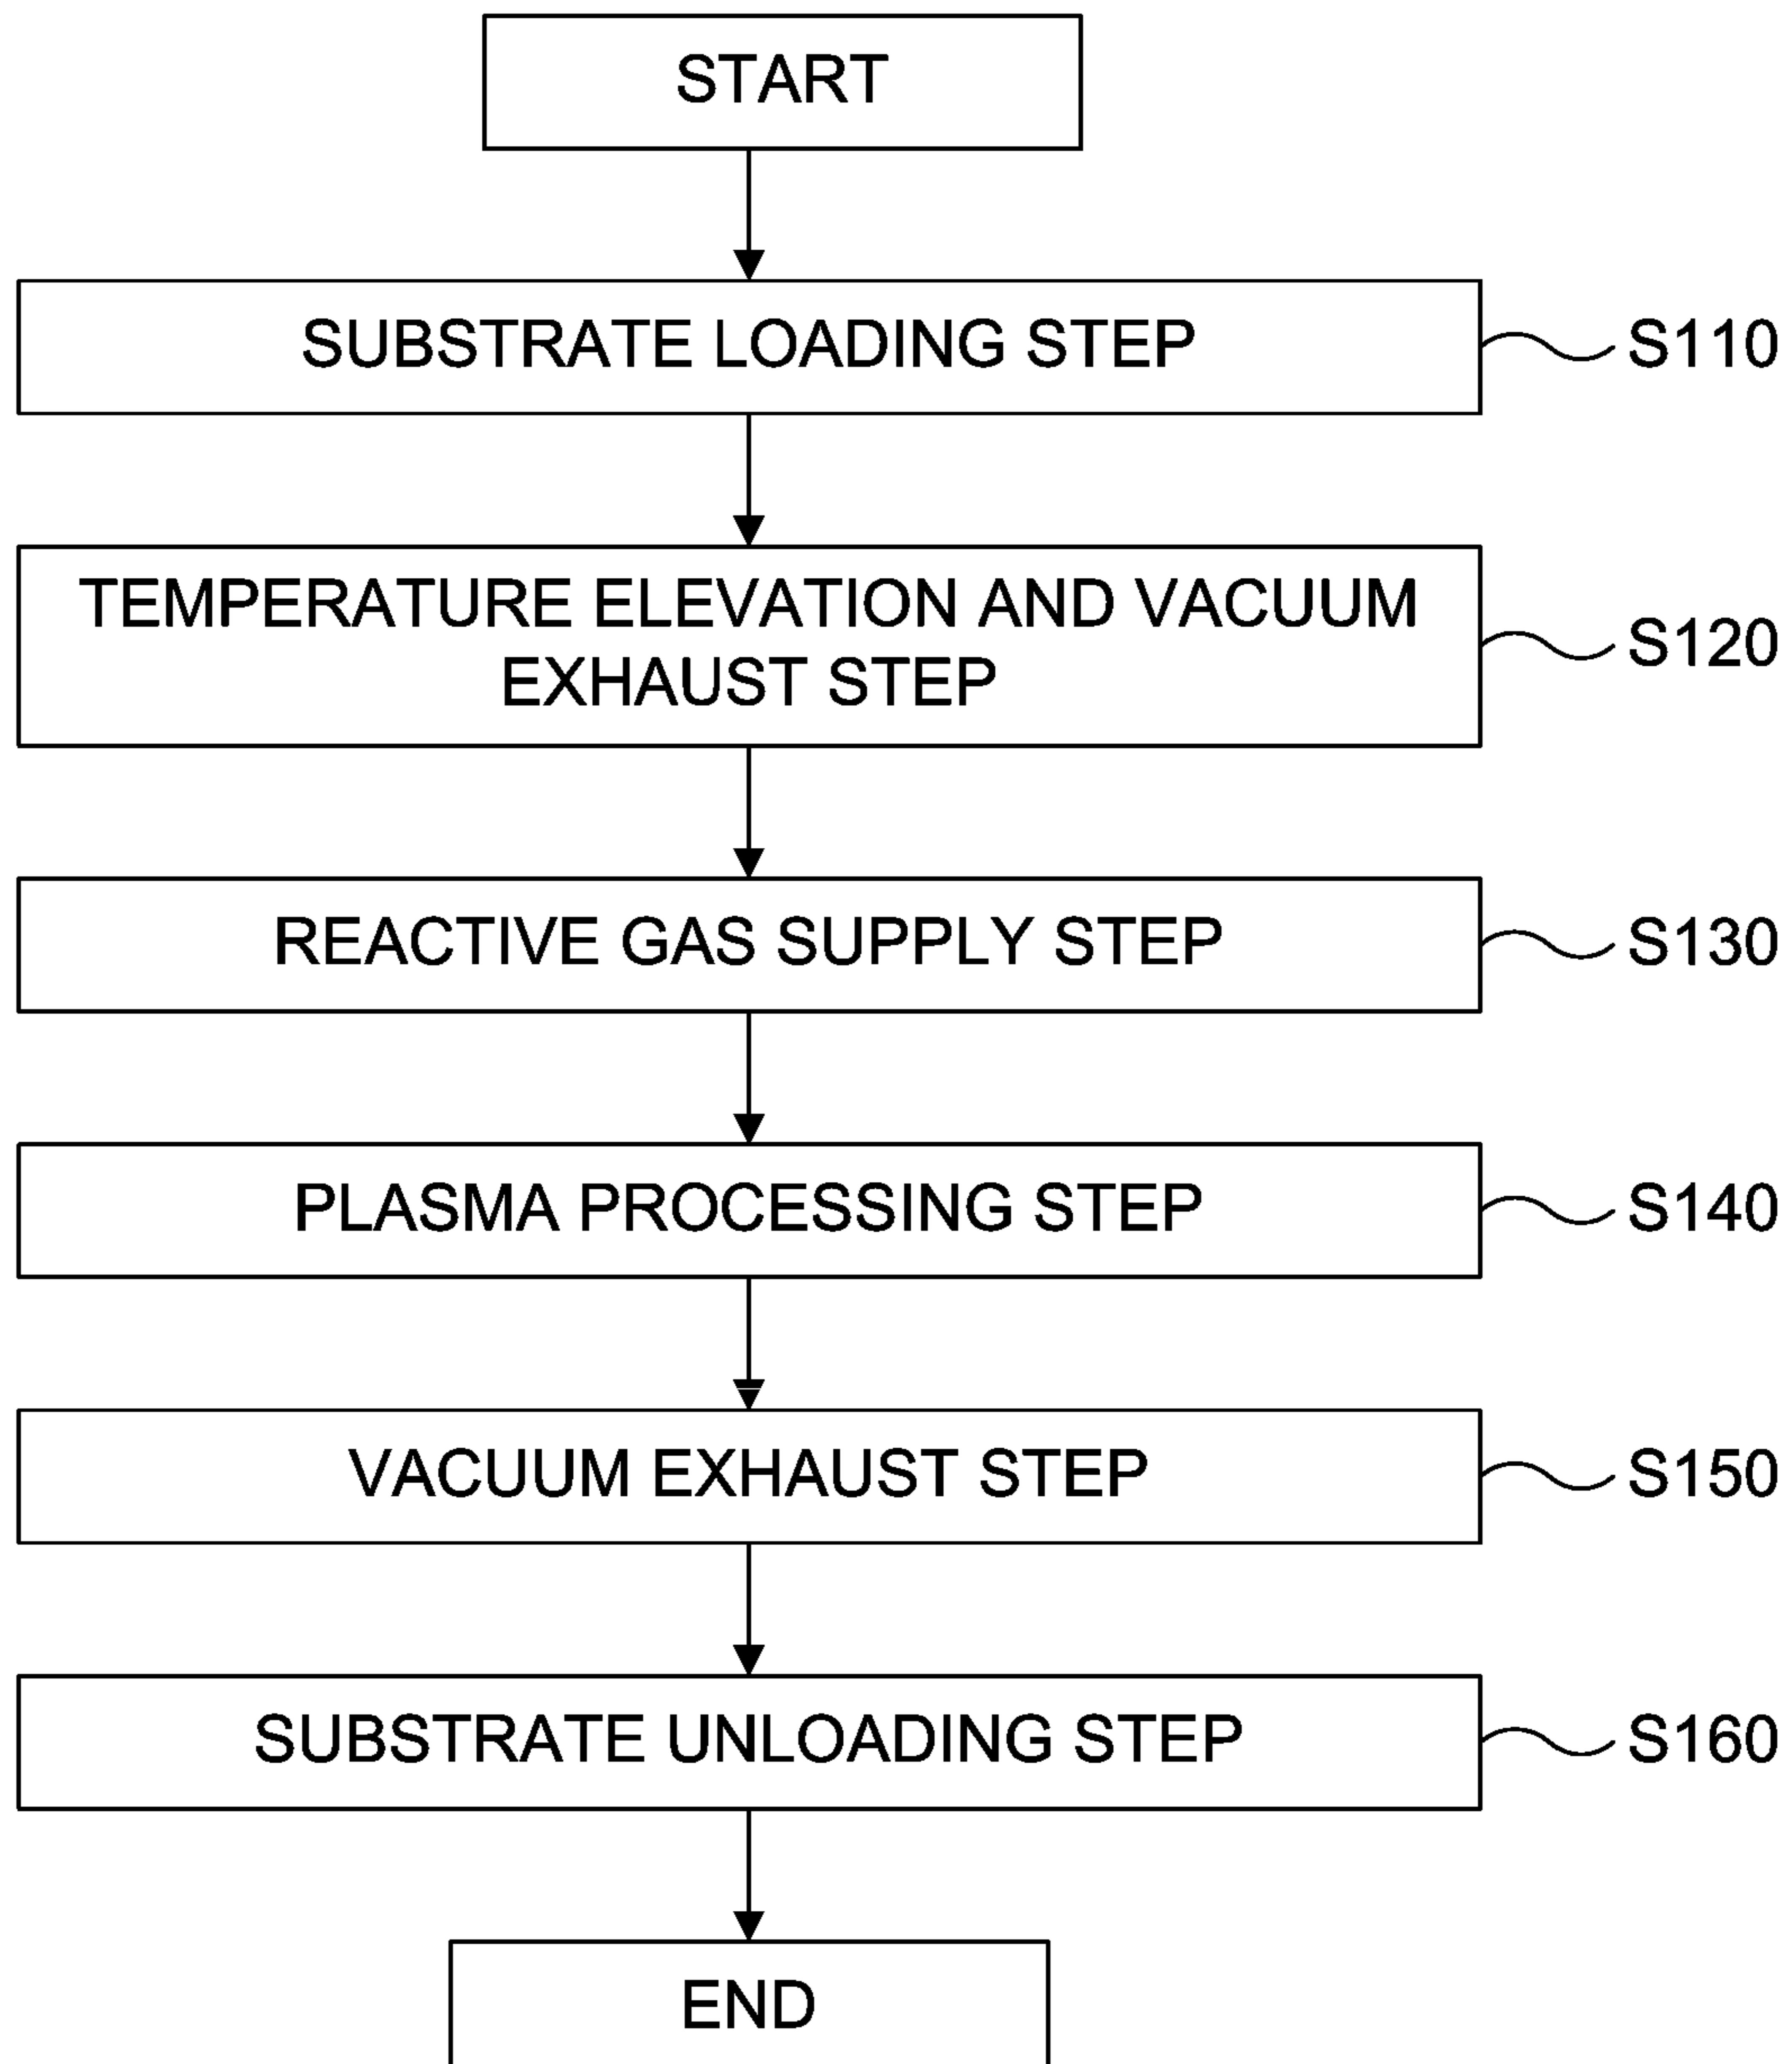 START
SUBSTRATE LOADING STEP
S110
TEMPERATURE ELEVATION AND VACUUM
EXHAUST STEP
S120
REACTIVE GAS SUPPLY STEP
S130
PLASMA PROCESSING STEP
S140
VACUUM EXHAUST STEP
S150
SUBSTRATE UNLOADING STEP
S160
END